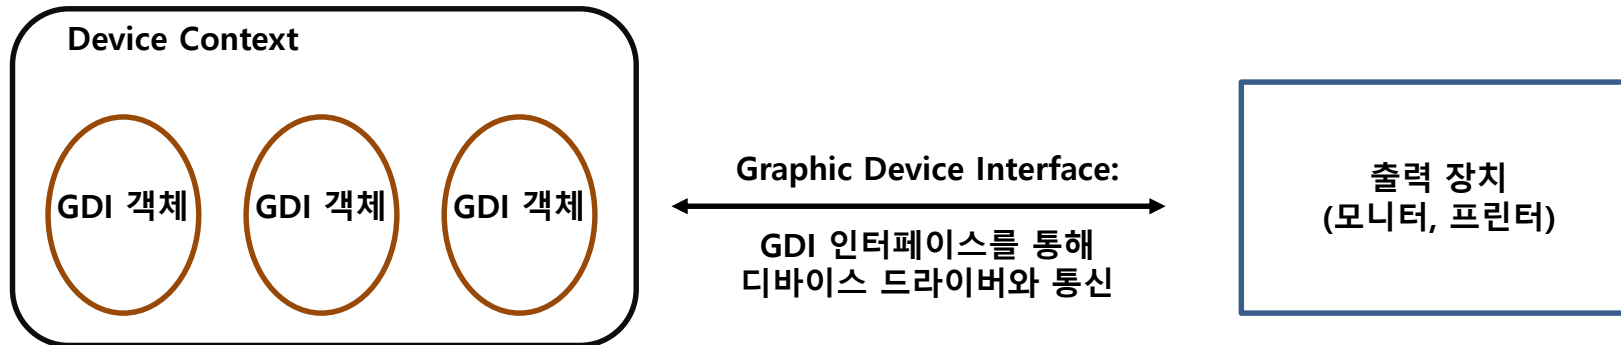 Device Context
GDI 객체
GDI 객체
GDI 객체
Graphic Device Interface:
GDI 인터페이스를 통해
디바이스 드라이버와 통신
출력 장치
(모니터, 프린터)